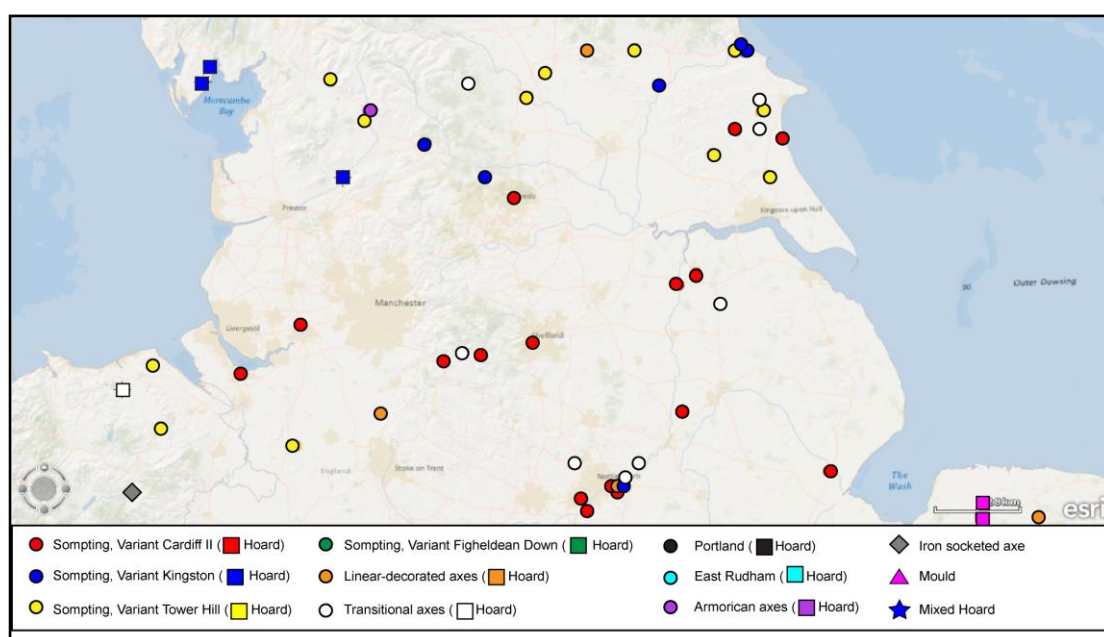 Morecambe
Bay
Preston
Kingston upon Hull
Manchester
90
Outer Dowsing
Liverpool
England
Stoke on Trent
The
Wash
esri
Sompting, Variant Cardiff II ( Hoard)
Sompting, Variant Figheldean Down ( Hoard)
Portland ( Hoard)
Iron socketed axe
Sompting, Variant Kingston ( Hoard)
Linear-decorated axes ( Hoard)
East Rudham ( Hoard)
Mould
Sompting, Variant Tower Hill ( Hoard)
Transitional axes ( Hoard)
Armorican axes ( Hoard)
Mixed Hoard